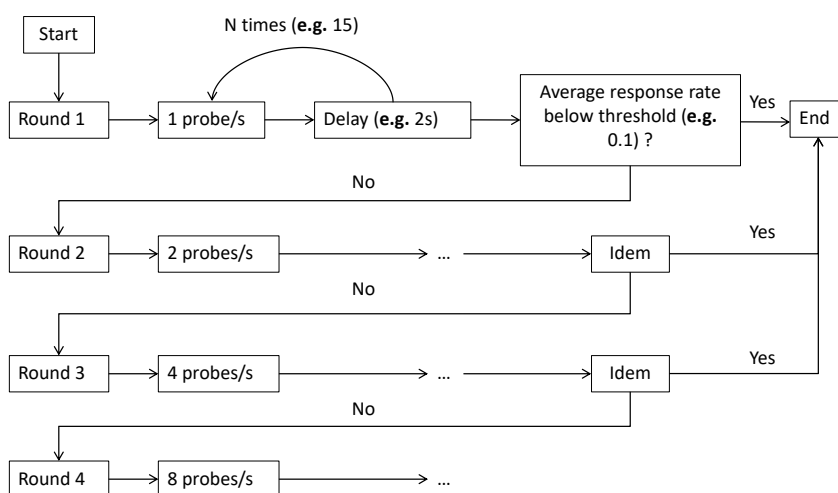 Start
N times (e.g. 15)
Round 1
1 probe/s
Delay (e.g. 2s)
Average response rate
below threshold (e.g.
0.1) ?
Yes
End
No
Round 2
2 probes/s
...
Idem
Yes
No
Round 3
4 probes/s
...
Idem
Yes
No
Round 4
8 probes/s
...